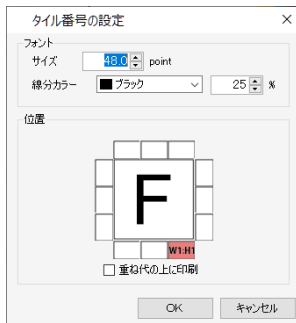 タイル番号の設定
フォント
サイズ 48.0 point
線分カラー ブラック 25 %
位置
F
W1:H1
重ね代の上に印刷
OK キャンセル